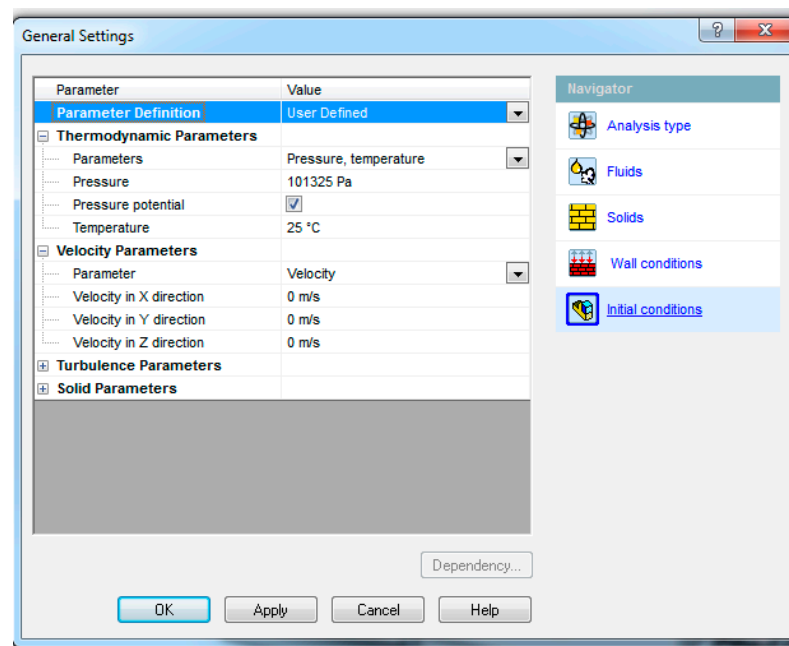 General Settings
Parameter Value
Parameter Definition User Defined
Thermodynamic Parameters
Parameters Pressure, temperature
Pressure 101325 Pa
Pressure potential
Temperature 25 °C
Velocity Parameters
Parameter Velocity
Velocity in X direction 0 m/s
Velocity in Y direction 0 m/s
Velocity in Z direction 0 m/s
Turbulence Parameters
Solid Parameters
Dependency...
OK Apply Cancel Help
Navigator
Analysis type
Fluids
Solids
Wall conditions
Initial conditions